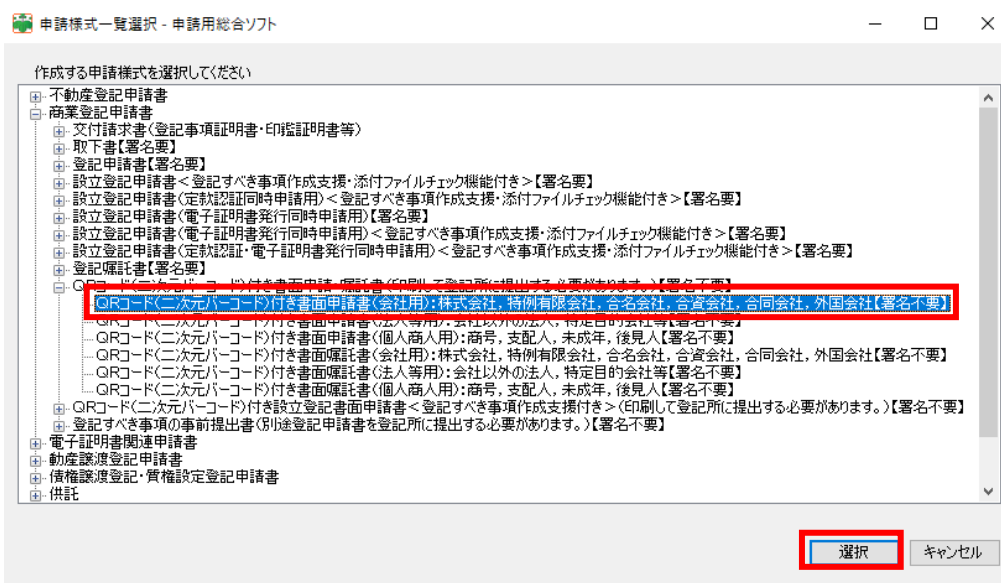 申請様式一覧選択 - 申請用総合ソフト
作成する申請様式を選択してください
不動産登記申請書
商業登記申請書
交付請求書(登記事項証明書・印鑑証明書等)
取下書【署名要】
登記申請書【署名要】
設立登記申請書<登記すべき事項作成支援・添付ファイルチェック機能付き>【署名要】
設立登記申請書(定款認証同時申請用)<登記すべき事項作成支援・添付ファイルチェック機能付き>【署名要】
設立登記申請書(電子証明書発行同時申請用)【署名要】
設立登記申請書(電子証明書発行同時申請用)<登記すべき事項作成支援・添付ファイルチェック機能付き>【署名要】
設立登記申請書(定款認証・電子証明書発行同時申請用)<登記すべき事項作成支援・添付ファイルチェック機能付き>【署名要】
登記嘱託書【署名要】
QRコード(二次元バーコード)付き書面申請・嘱託書(印刷して登記所に提出する必要があります。)【署名不要】
QRコード(二次元バーコード)付き書面申請書(会社用):株式会社,特例有限会社,合名会社,合資会社,合同会社,外国会社【署名不要】
QRコード(二次元バーコード)付き書面申請書(法人等用):会社以外の法人,特定目的会社等【署名不要】
QRコード(二次元バーコード)付き書面申請書(個人商人用):商号,支配人,未成年,後見人【署名不要】
QRコード(二次元バーコード)付き書面嘱託書(会社用):株式会社,特例有限会社,合名会社,合資会社,合同会社,外国会社【署名不要】
QRコード(二次元バーコード)付き書面嘱託書(法人等用):会社以外の法人,特定目的会社等【署名不要】
QRコード(二次元バーコード)付き書面嘱託書(個人商人用):商号,支配人,未成年,後見人【署名不要】
QRコード(二次元バーコード)付き設立登記書面申請書<登記すべき事項作成支援付き>(印刷して登記所に提出する必要があります。)【署名不要】
登記すべき事項の事前提出書(別途登記申請書を登記所に提出する必要があります。)【署名不要】
電子証明書関連申請書
動産譲渡登記申請書
債権譲渡登記・質権設定登記申請書
供託
選択
キャンセル